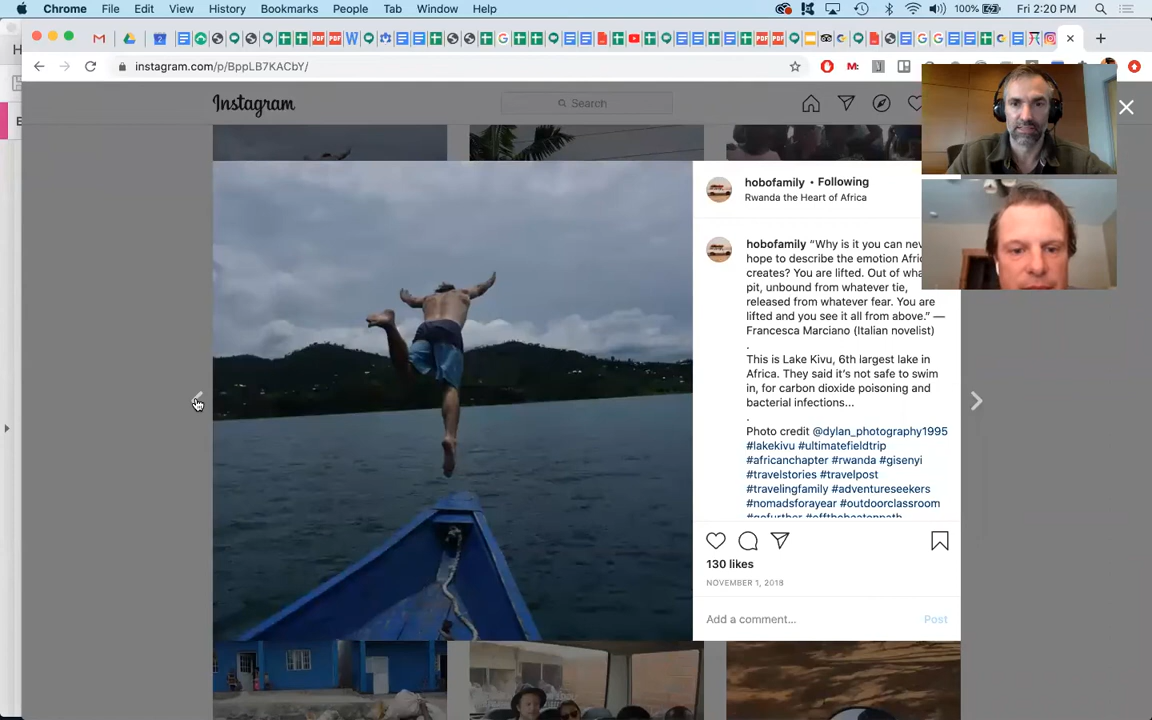 Chrome File Edit View History Bookmarks People Tab Window Help 100% Fri 2:20 PM
instagram.com/p/BppLB7KACbY/
Instagram Search
hobofamily • Following
Rwanda the Heart of Africa
hobofamily “Why is it you can
hope to describe the emotion
creates? You are lifted. Out of
pit, unbound from whatever tie,
released from whatever fear. You are
lifted and you see it all from above.” —
Francesca Marciano (Italian novelist)
.
This is Lake Kivu, 6th largest lake in
Africa. They said it’s not safe to swim
in, for carbon dioxide poisoning and
bacterial infections...
.
Photo credit @dylan_photography1995
#lakekivu #ultimatefieldtrip
#africanchapter #rwanda #gisenyi
#travelstories #travelpost
#travelingfamily #adventureseekers
#nomadsforayear #outdoorclassroom
130 likes
NOVEMBER 1, 2018
Add a comment... Post